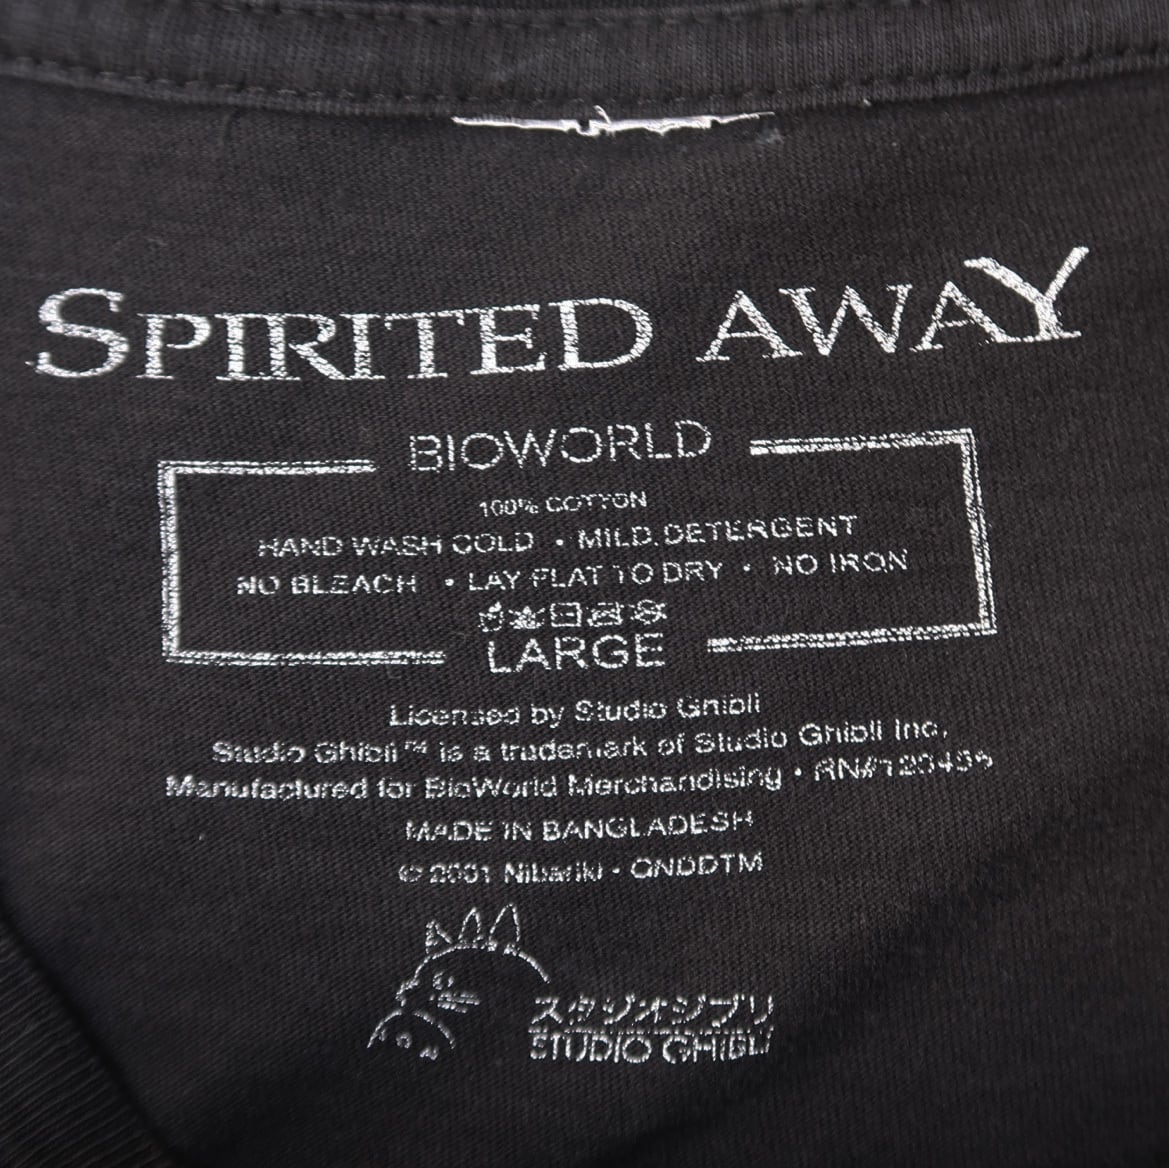 SPIRITED AWAY
BIOWORLD
100% COTTON
HAND WASH COLD • MILD DETERGENT
NO BLEACH • LAY FLAT TO DRY • NO IRON
LARGE
Licensed by Studio Ghibli
Studio Ghibli™ is a trademark of Studio Ghibli Inc.
Manufactured for BioWorld Merchandising • RN#
MADE IN BANGLADESH
© 2001 Nibariki • GNDDTM
スタジオジブリ
STUDIO GHIBLI